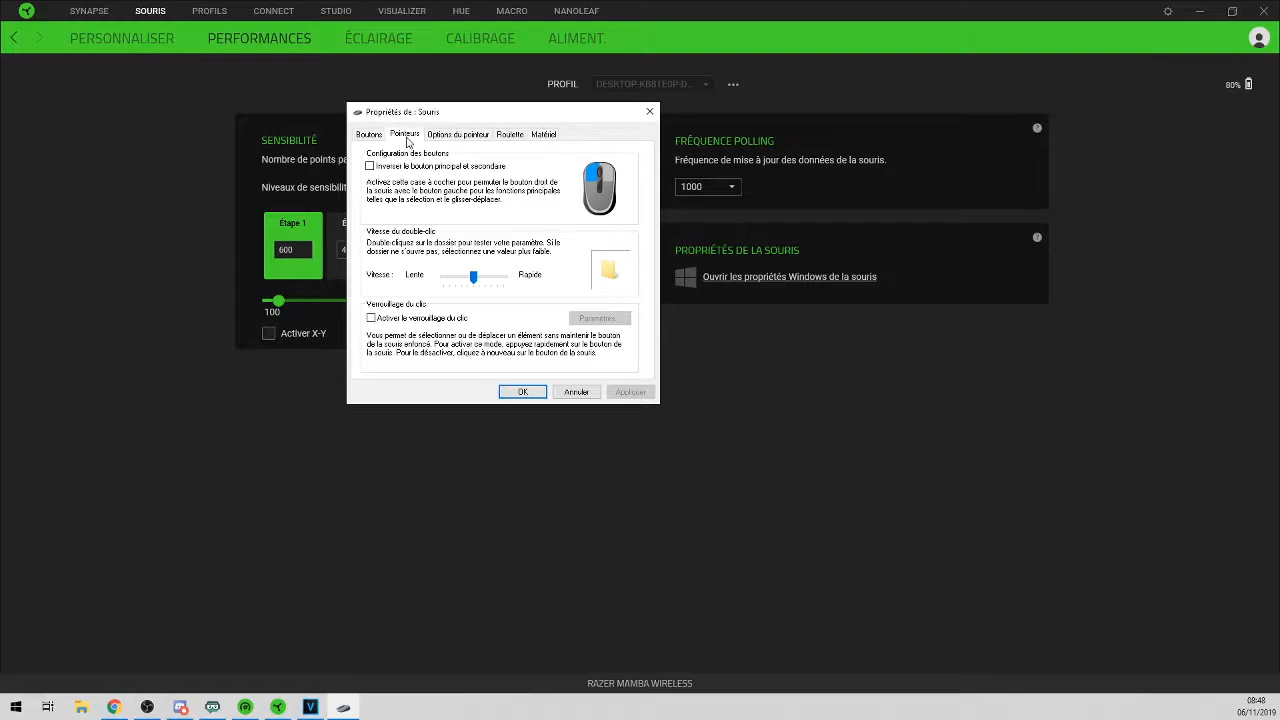 SYNAPSE SOURIS PROFILS CONNECT STUDIO VISUALIZER HUE MACRO NANOLEAF
PERSONNALISER PERFORMANCES ÉCLAIRAGE CALIBRAGE ALIMENT.
PROFIL DESKTOP-KB8TE0P-D... 80%
Propriétés de : Souris
Boutons Pointeurs Options du pointeur Roulette Matériel
Configuration des boutons
Inverser le bouton principal et secondaire
Activez cette case à cocher pour permuter le bouton droit de
la souris avec le bouton gauche pour les fonctions principales
telles que la sélection et le glisser-déplacer.
Vitesse du double-clic
Double-cliquez sur le dossier pour tester votre paramètre. Si le
dossier ne s'ouvre pas, sélectionnez une valeur plus faible.
Vitesse : Lente Rapide
Verrouillage du clic
Activer le verrouillage du clic Paramètres...
Vous permet de sélectionner ou de déplacer un élément sans maintenir le bouton
de la souris enfoncé. Pour activer ce mode, appuyez rapidement sur le bouton de
la souris. Pour le désactiver, cliquez à nouveau sur le bouton de la souris.
OK Annuler Appliquer
SENSIBILITÉ
Nombre de points pa
Niveaux de sensibilit
Étape 1
600 4
100
Activer X-Y
FRÉQUENCE POLLING
Fréquence de mise à jour des données de la souris.
1000
PROPRIÉTÉS DE LA SOURIS
Ouvrir les propriétés Windows de la souris
RAZER MAMBA WIRELESS
08:48
06/11/2019